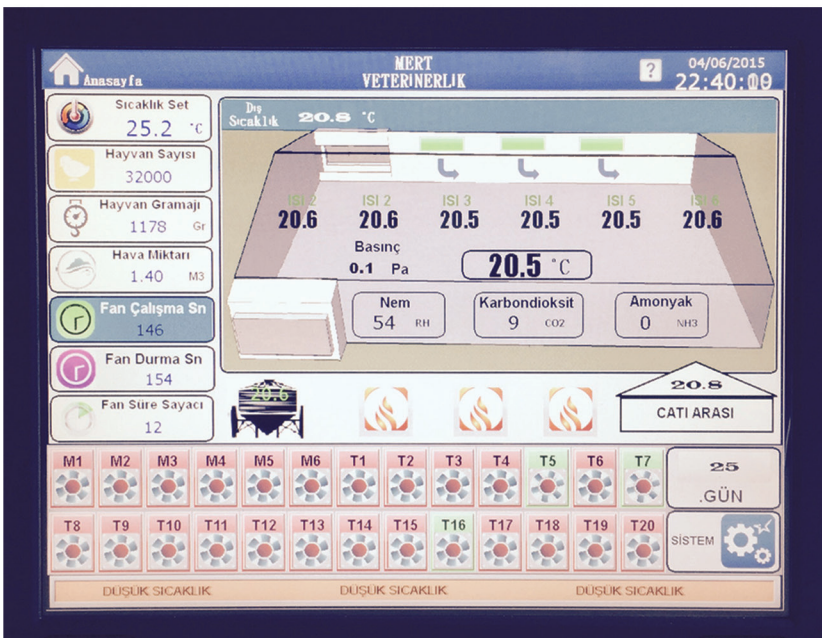 MERT
VETERİNERLİK
Anasayfa
?
04/06/2015
22:40:09
Sıcaklık Set
25.2 °C
Hayvan Sayısı
32000
Hayvan Gramajı
1178 Gr
Hava Miktarı
1.40 M3
Fan Çalışma Sn
146
Fan Durma Sn
154
Fan Süre Sayacı
12
Dış
Sıcaklık 20.8 °C
ISI 2 ISI 2 ISI 3 ISI 4 ISI 5 ISI 6
20.6 20.6 20.5 20.5 20.5 20.6
Basınç
0.1 Pa
20.5 °C
Nem
54 RH
Karbondioksit
9 CO2
Amonyak
0 NH3
20.6
20.8
ÇATI ARASI
M1 M2 M3 M4 M5 M6 T1 T2 T3 T4 T5 T6 T7
25
.GÜN
T8 T9 T10 T11 T12 T13 T14 T15 T16 T17 T18 T19 T20
SİSTEM
DÜŞÜK SICAKLIK DÜŞÜK SICAKLIK DÜŞÜK SICAKLIK